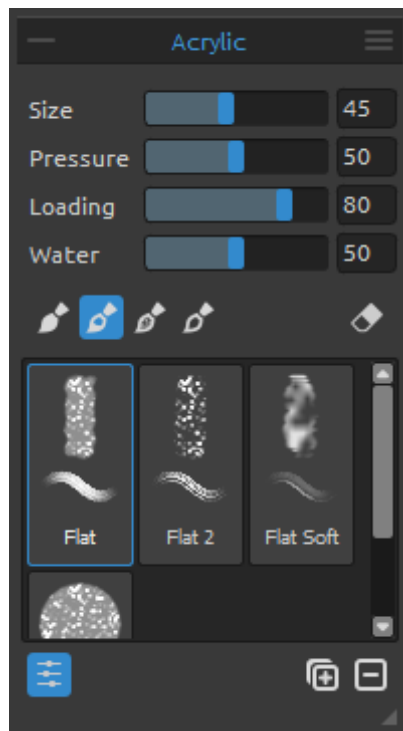 Acrylic
Size 45
Pressure 50
Loading 80
Water 50
Flat Flat 2 Flat Soft